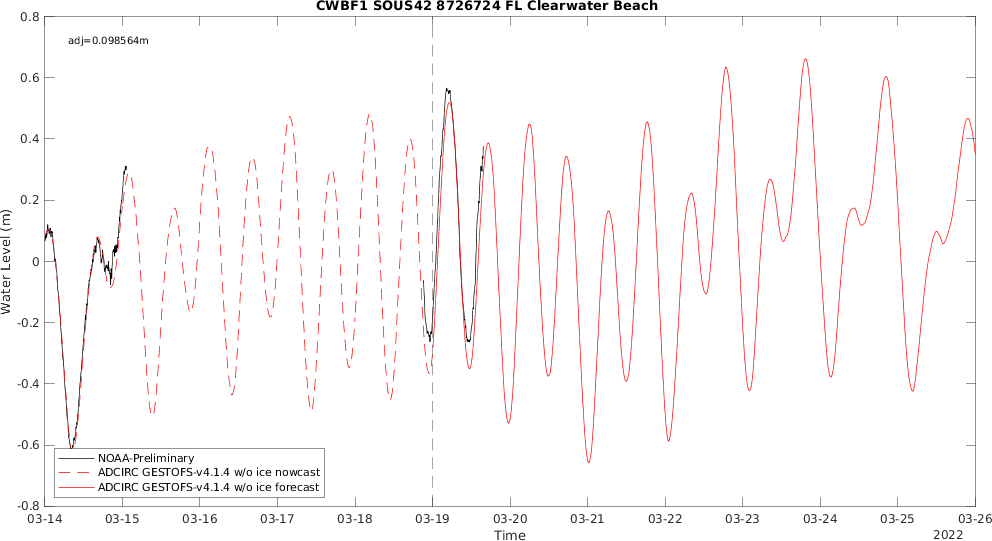 CWBF1 SOUS42 8726724 FL Clearwater Beach
adj=0.098564m
0.8
0.6
0.4
0.2
0
-0.2
-0.4
-0.6
-0.8
Water Level (m)
NOAA-Preliminary
ADCIRC GESTOFS-v4.1.4 w/o ice nowcast
ADCIRC GESTOFS-v4.1.4 w/o ice forecast
03-14 03-15 03-16 03-17 03-18 03-19 03-20 03-21 03-22 03-23 03-24 03-25 03-26
Time
2022